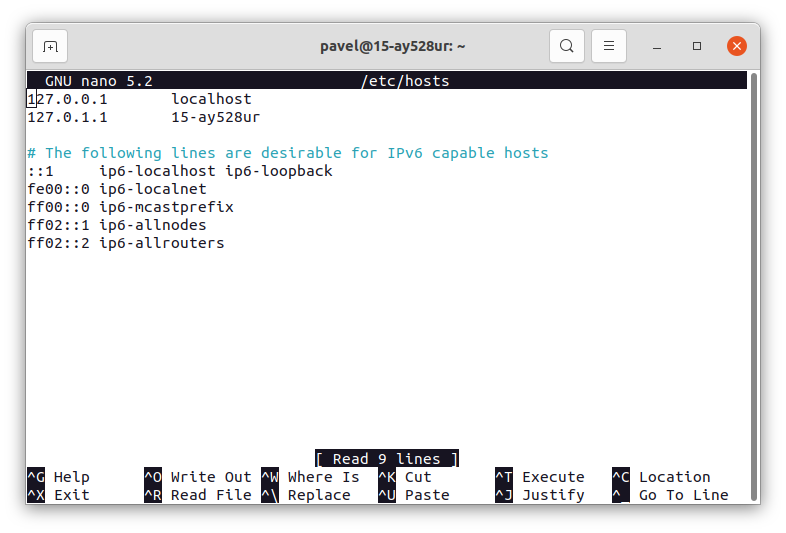 pavel@15-ay528ur: ~
GNU nano 5.2 /etc/hosts
127.0.0.1 localhost
127.0.1.1 15-ay528ur
# The following lines are desirable for IPv6 capable hosts
::1 ip6-localhost ip6-loopback
fe00::0 ip6-localnet
ff00::0 ip6-mcastprefix
ff02::1 ip6-allnodes
ff02::2 ip6-allrouters
[ Read 9 lines ]
^G Help ^O Write Out ^W Where Is ^K Cut ^T Execute ^C Location
^X Exit ^R Read File ^\ Replace ^U Paste ^J Justify ^_ Go To Line